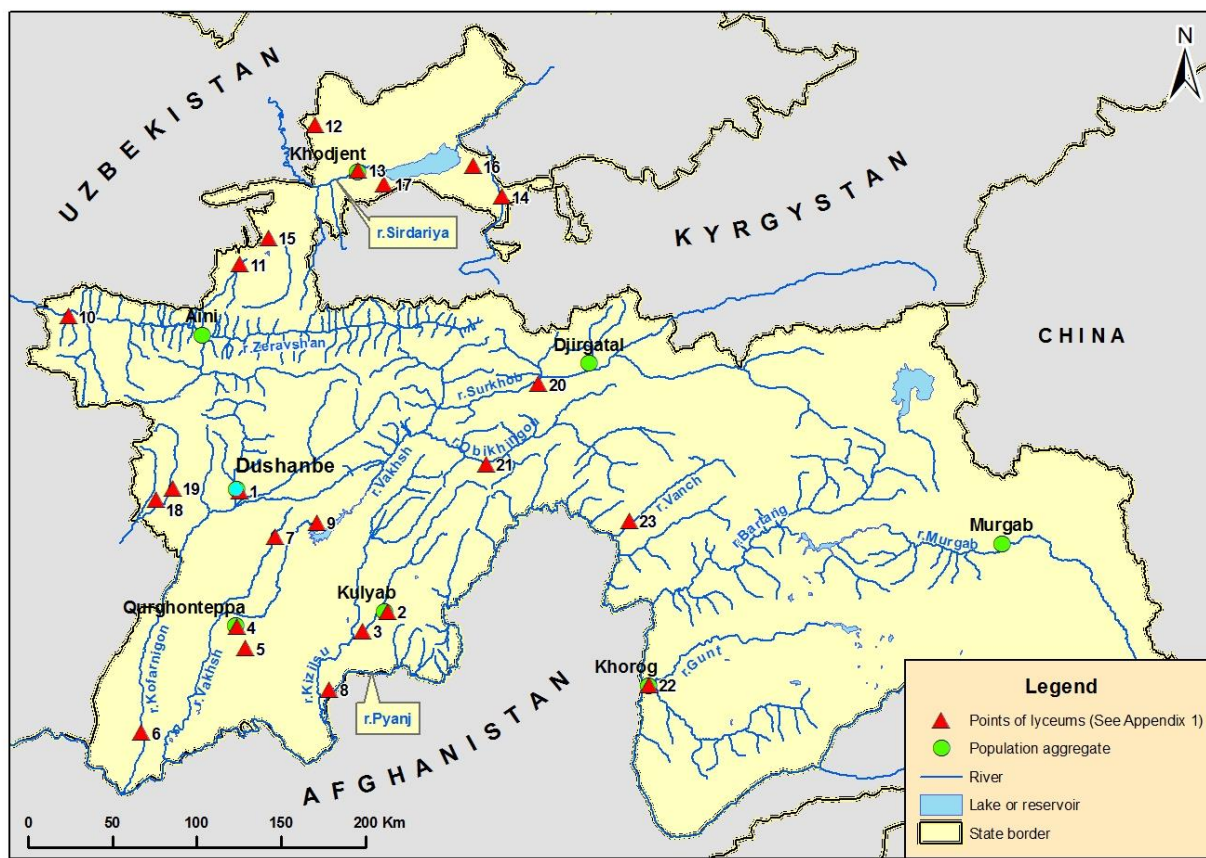 N
UZBEKISTAN
12
Khodjent
13
16
17
14
r.Sirdariya
KYRGYSTAN
15
11
10
Aini
r.Zeravshan
Djirgatal
CHINA
r.Surkhob
20
r.Obikhingou
21
Dushanbe
r.Vakhsh
19
1
18
9
7
23
r.Vanch
r.Bartang
Murgab
r.Murgab
Kulyab
2
Qurghonteppa
4
3
5
r.Kofarnigon
r.Vakhsh
r.Kizilsu
8
r.Pyanj
6
Khorog
22
r.Gunt
AFGHANISTAN
Legend
Points of lyceums (See Appendix 1)
Population aggregate
River
Lake or reservoir
State border
0 50 100 200 Km